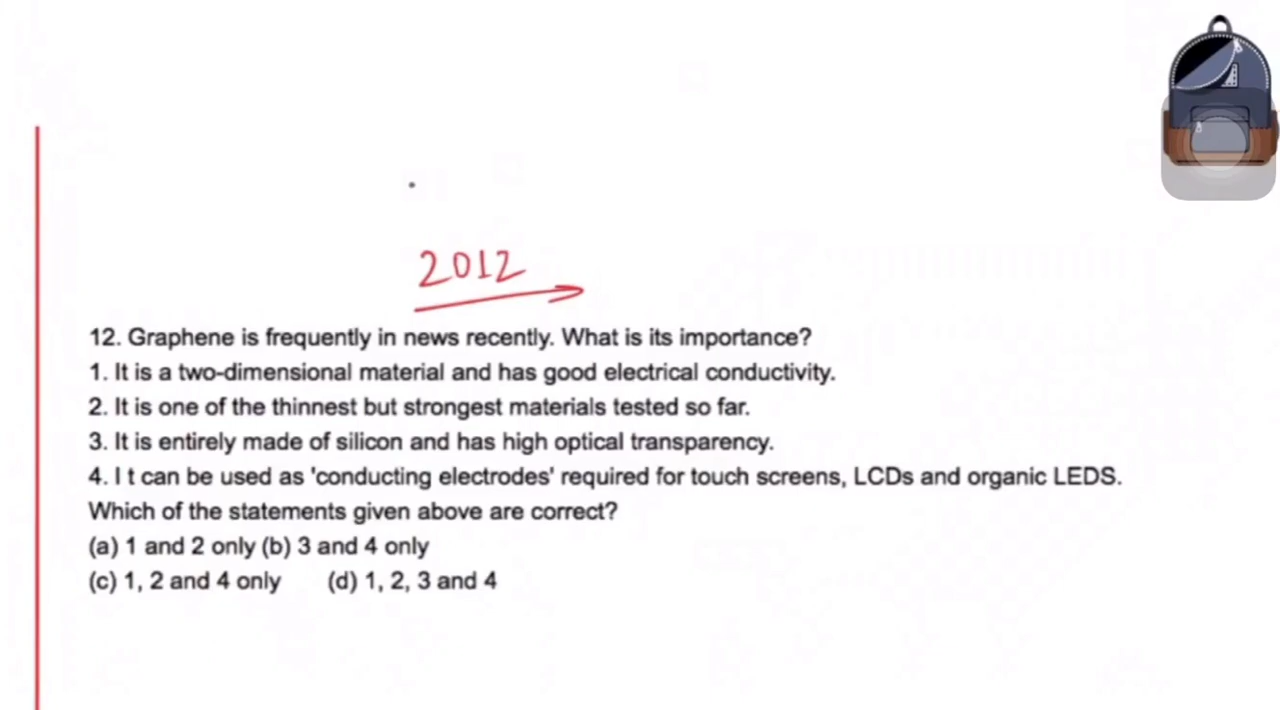 2012
12. Graphene is frequently in news recently. What is its importance?
1. It is a two-dimensional material and has good electrical conductivity.
2. It is one of the thinnest but strongest materials tested so far.
3. It is entirely made of silicon and has high optical transparency.
4. I t can be used as 'conducting electrodes' required for touch screens, LCDs and organic LEDS.
Which of the statements given above are correct?
(a) 1 and 2 only (b) 3 and 4 only
(c) 1, 2 and 4 only (d) 1, 2, 3 and 4